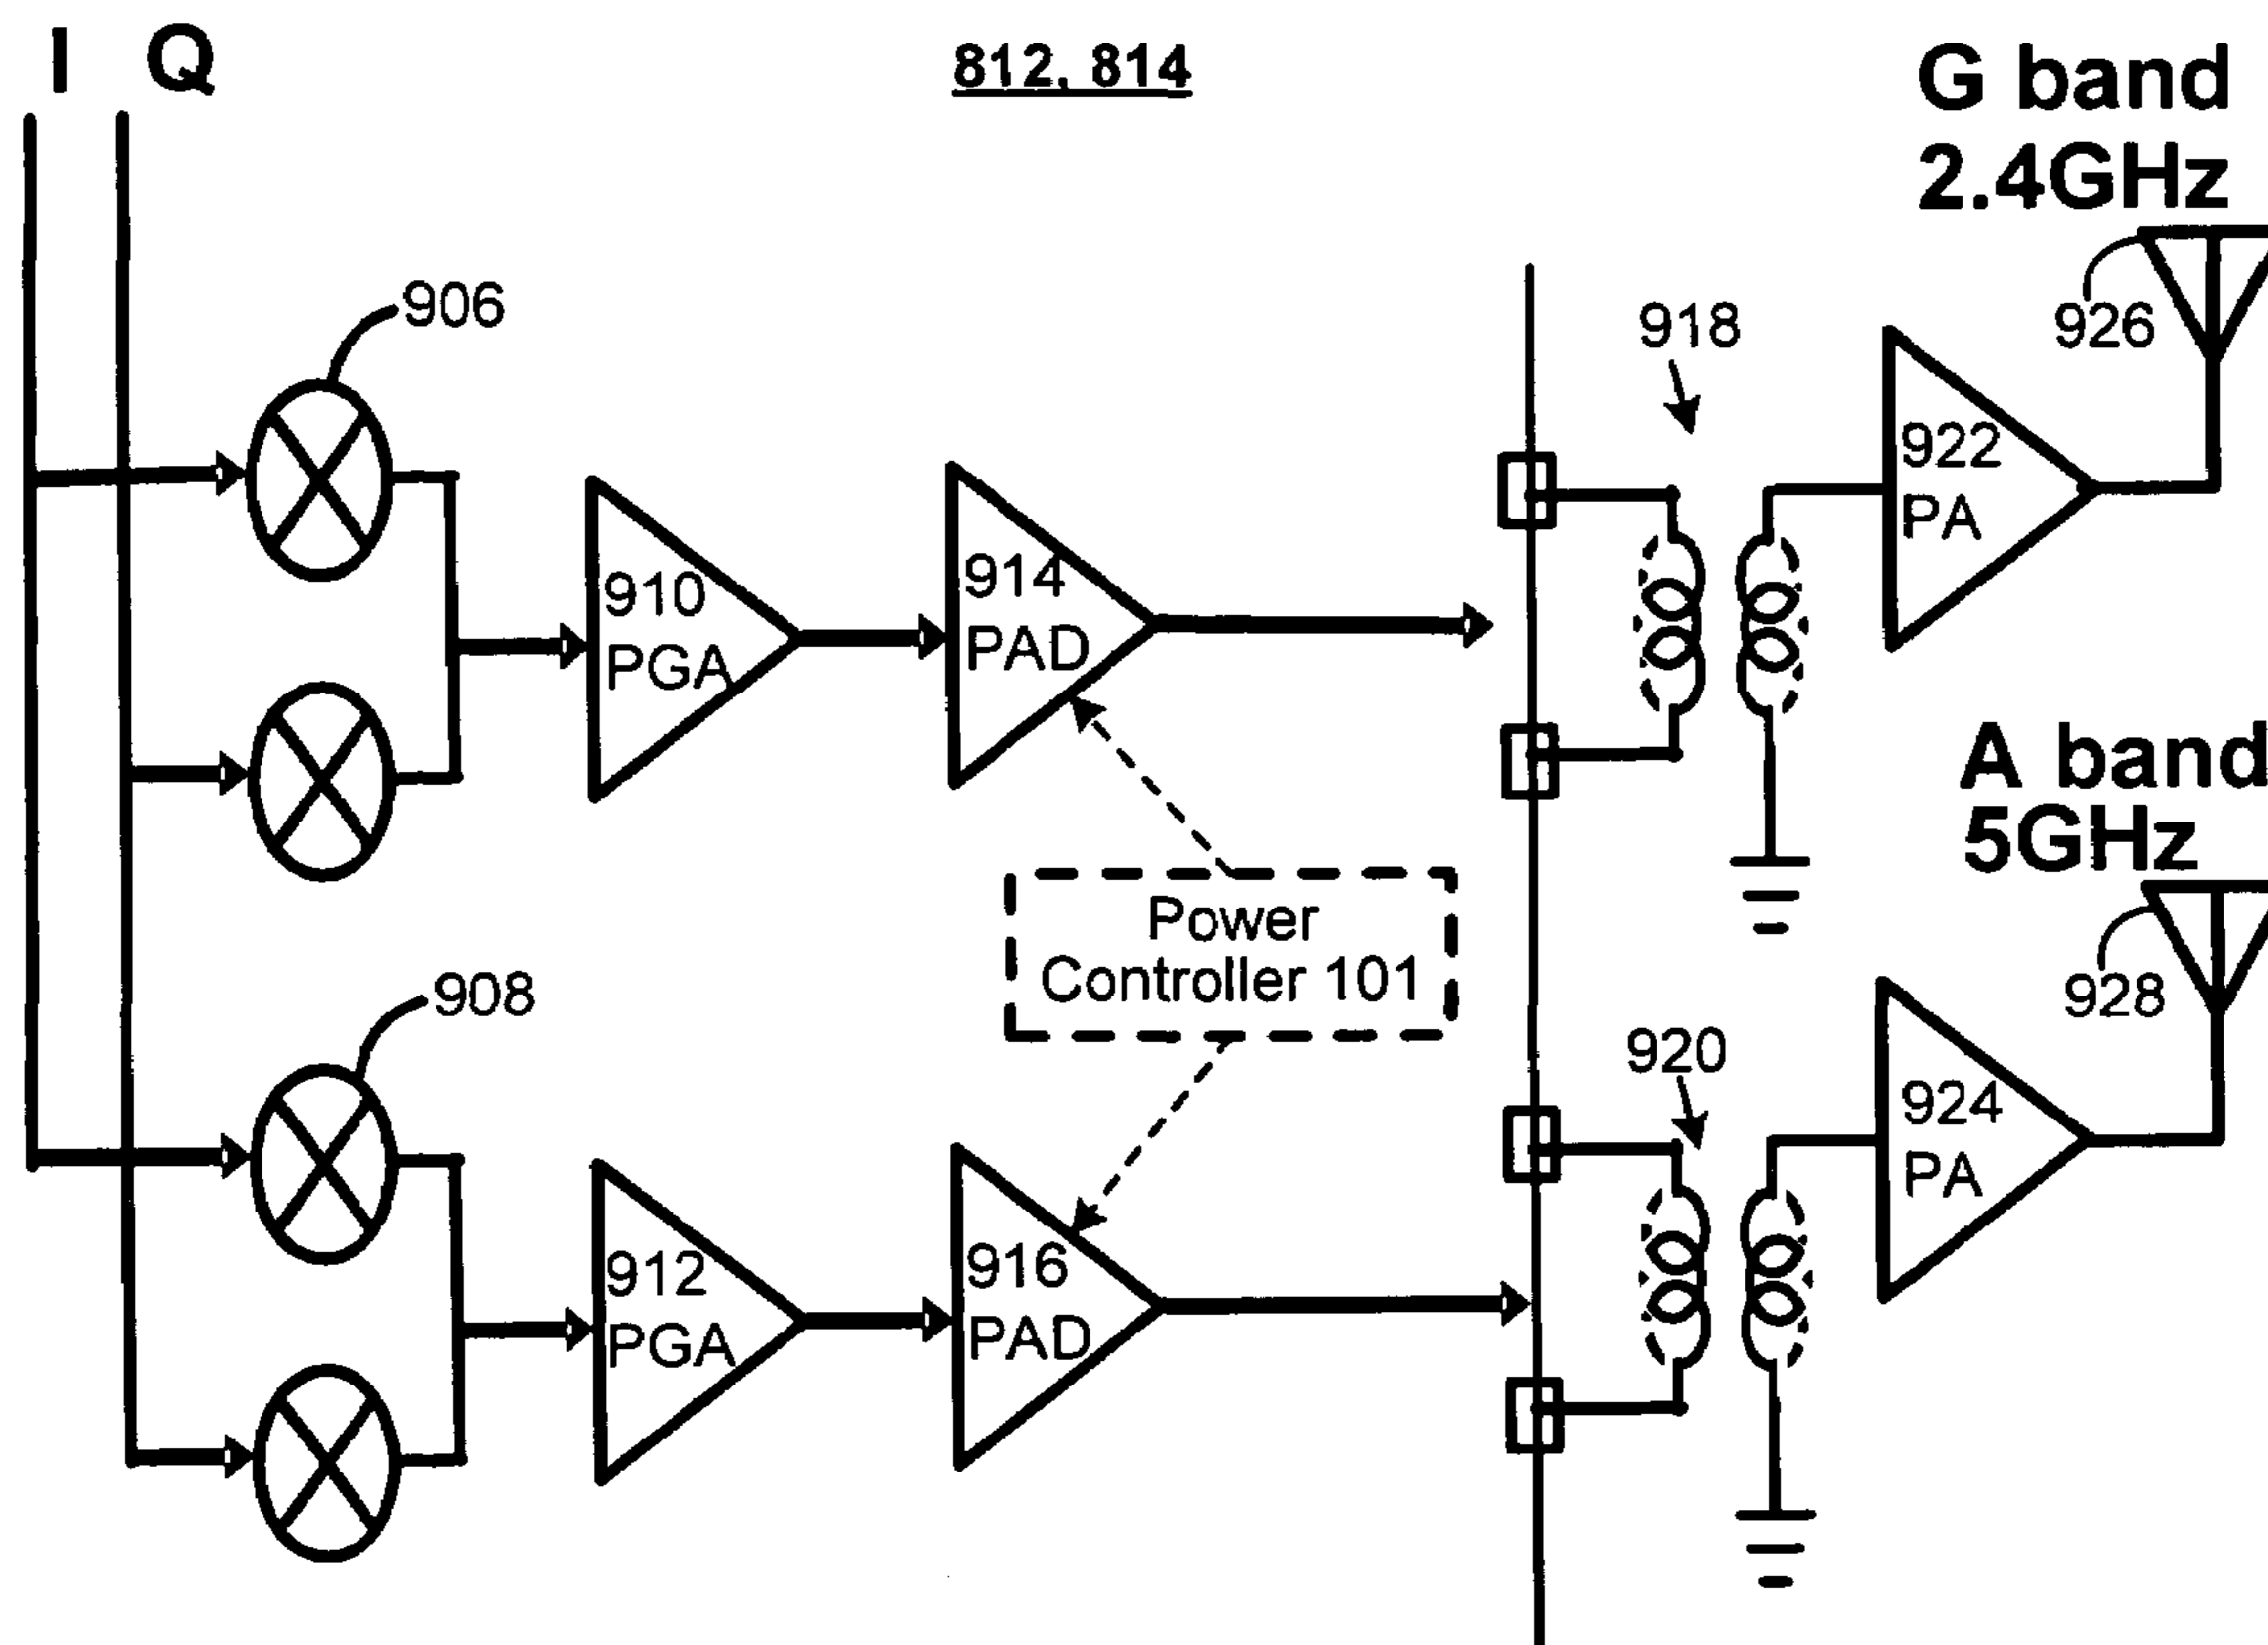 I Q
812, 814
G band
2.4GHz
906
918
926
922
PA
910
PGA
914
PAD
A band
5GHz
Power
Controller 101
908
920
928
924
PA
912
PGA
916
PAD